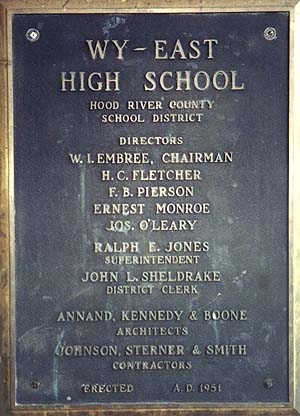 WY-EAST
HIGH SCHOOL
HOOD RIVER COUNTY
SCHOOL DISTRICT
DIRECTORS
W. I. EMBREE, CHAIRMAN
H. C. FLETCHER
F. B. PIERSON
ERNEST MONROE
JOS. O'LEARY
RALPH E. JONES
SUPERINTENDENT
JOHN L. SHELDRAKE
DISTRICT CLERK
ANNAND, KENNEDY & BOONE
ARCHITECTS
JOHNSON, STERNER & SMITH
CONTRACTORS
ERECTED A.D. 1951